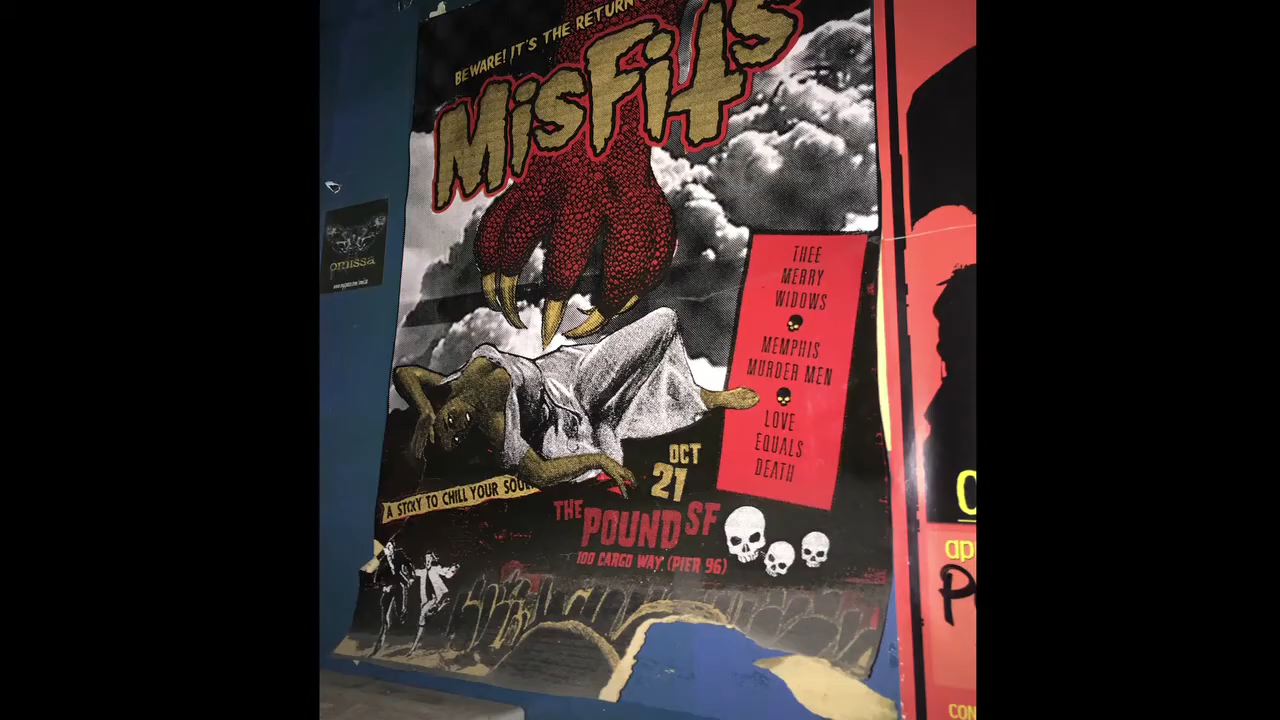 BEWARE! IT'S THE RETURN
MISFITS
THEE
MERRY
WIDOWS
MEMPHIS
MURDER MEN
LOVE
EQUALS
DEATH
OCT
21
A STORY TO CHILL YOUR SOUL
THE POUND SF
100 CARGO WAY (PIER 96)
omissa